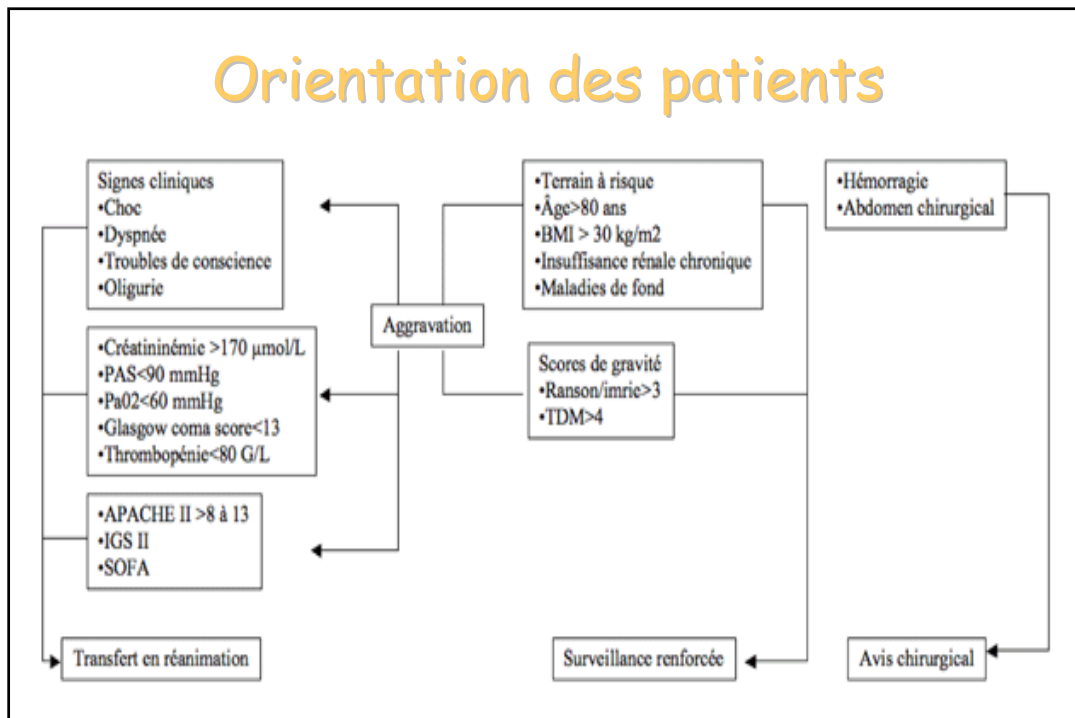 Orientation des patients
Signes cliniques
•Choc
•Dyspnée
•Troubles de conscience
•Oligurie
•Créatininémie >170 µmol/L
•PAS<90 mmHg
•Pa02<60 mmHg
•Glasgow coma score<13
•Thrombopénie<80 G/L
•APACHE II >8 à 13
•IGS II
•SOFA
Transfert en réanimation
Aggravation
•Terrain à risque
•Âge>80 ans
•BMI > 30 kg/m2
•Insuffisance rénale chronique
•Maladies de fond
Scores de gravité
•Ranson/imrie>3
•TDM>4
Surveillance renforcée
•Hémorragie
•Abdomen chirurgical
Avis chirurgical